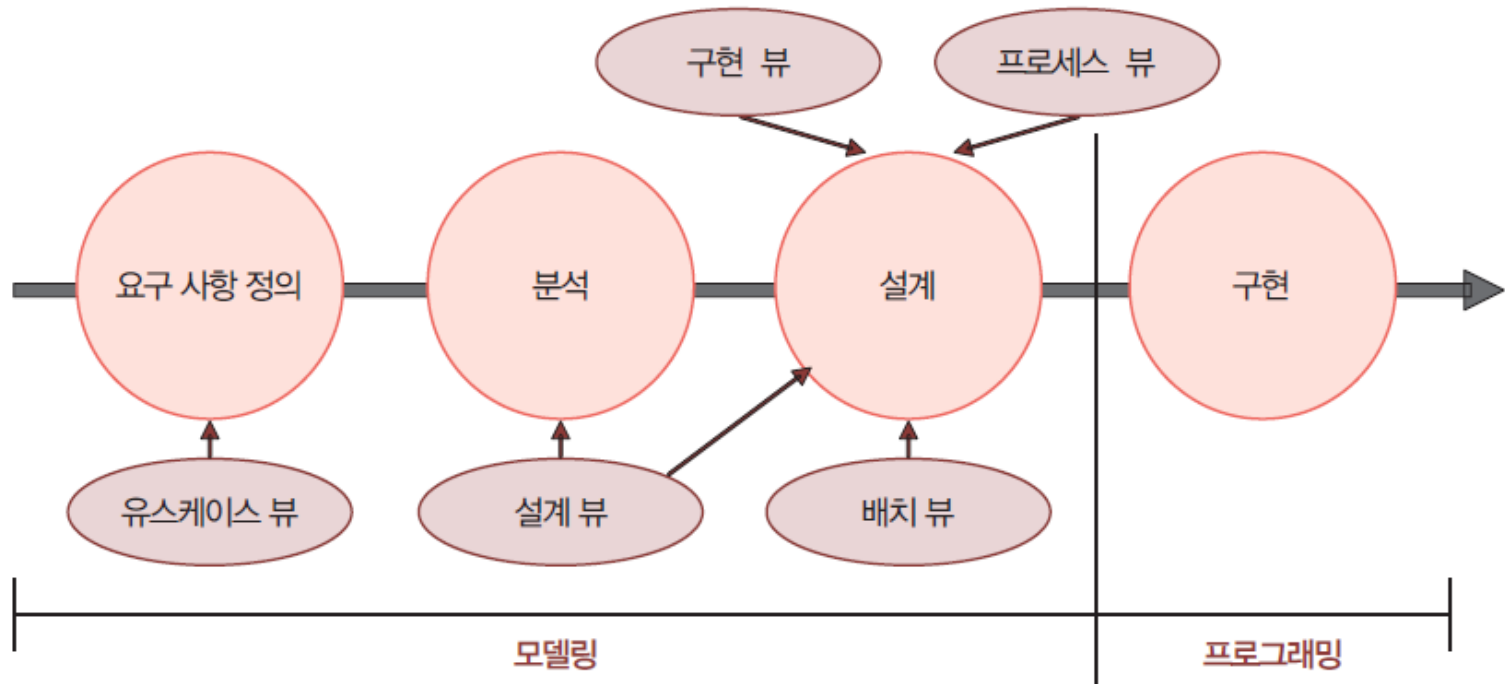 구현 뷰
프로세스 뷰
요구 사항 정의
분석
설계
구현
유스케이스 뷰
설계 뷰
배치 뷰
모델링
프로그래밍